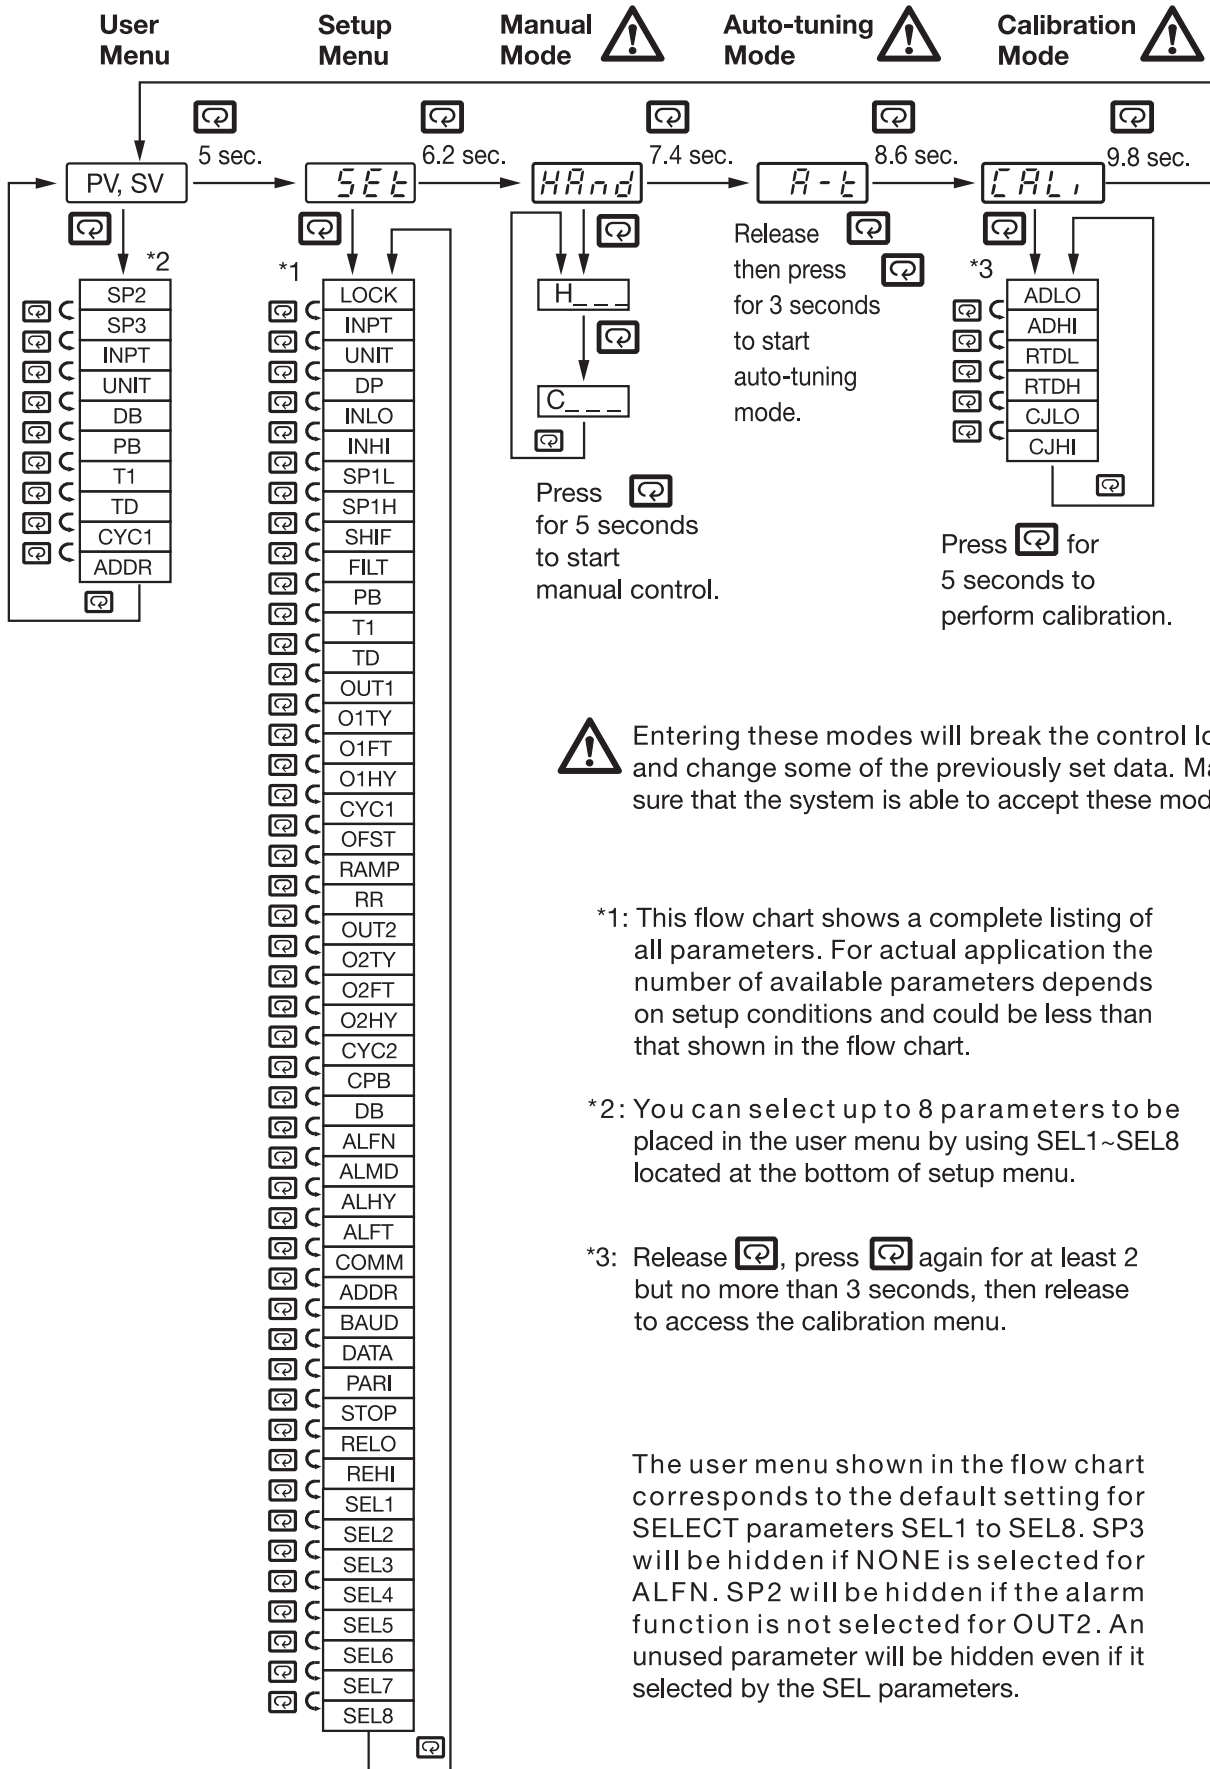 User
Menu
Setup
Menu
Manual
Mode
Auto-tuning
Mode
Calibration
Mode
5 sec.
6.2 sec.
7.4 sec.
8.6 sec.
9.8 sec.
PV, SV
SEt
HAnd
A-t
CALi
*2
SP2
SP3
INPT
UNIT
DB
PB
T1
TD
CYC1
ADDR
*1
LOCK
INPT
UNIT
DP
INLO
INHI
SP1L
SP1H
SHIF
FILT
PB
T1
TD
OUT1
O1TY
O1FT
O1HY
CYC1
OFST
RAMP
RR
OUT2
O2TY
O2FT
O2HY
CYC2
CPB
DB
ALFN
ALMD
ALHY
ALFT
COMM
ADDR
BAUD
DATA
PARI
STOP
RELO
REHI
SEL1
SEL2
SEL3
SEL4
SEL5
SEL6
SEL7
SEL8
H_ _ _
C_ _ _
Press
for 5 seconds
to start
manual control.
Release
then press
for 3 seconds
to start
auto-tuning
mode.
*3
ADLO
ADHI
RTDL
RTDH
CJLO
CJHI
Press for
5 seconds to
perform calibration.
Entering these modes will break the control
and change some of the previously set data.
sure that the system is able to accept these
*1: This flow chart shows a complete listing of
all parameters. For actual application the
number of available parameters depends
on setup conditions and could be less than
that shown in the flow chart.
*2: You can select up to 8 parameters to be
placed in the user menu by using SEL1~SEL8
located at the bottom of setup menu.
*3: Release , press again for at least 2
but no more than 3 seconds, then release
to access the calibration menu.
The user menu shown in the flow chart
corresponds to the default setting for
SELECT parameters SEL1 to SEL8. SP3
will be hidden if NONE is selected for
ALFN. SP2 will be hidden if the alarm
function is not selected for OUT2. An
unused parameter will be hidden even if it
selected by the SEL parameters.